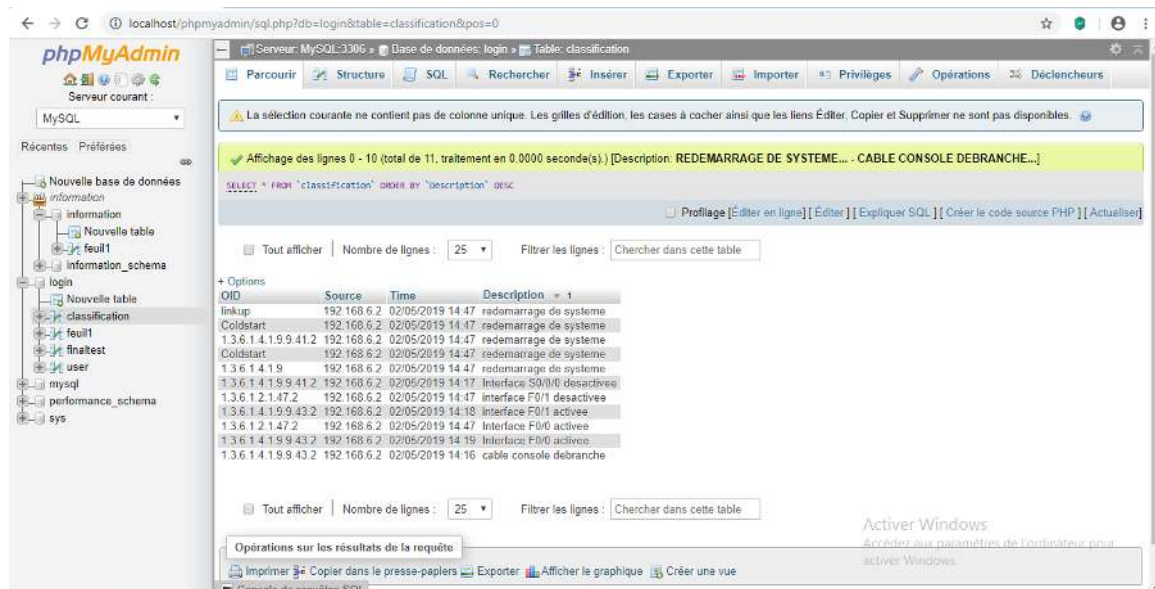 localhost/phpmyadmin/sql.php?db=login&table=classification&pos=0
phpMyAdmin
Serveur courant :
MySQL
Récentes Préférées
Nouvelle base de données
information
information
Nouvelle table
feuil1
information_schema
login
Nouvelle table
classification
feuil1
finaltest
user
mysql
performance_schema
sys
Serveur: MySQL:3306 » Base de données: login » Table: classification
Parcourir Structure SQL Rechercher Insérer Exporter Importer Privilèges Opérations Déclencheurs
La sélection courante ne contient pas de colonne unique. Les grilles d'édition, les cases à cocher ainsi que les liens Éditer, Copier et Supprimer ne sont pas disponibles.
Affichage des lignes 0 - 10 (total de 11, traitement en 0,0000 seconde(s).) [Description: REDEMARRAGE DE SYSTEME... - CABLE CONSOLE DEBRANCHE...]
SELECT * FROM `classification` ORDER BY `Description` DESC
Profilage [Éditer en ligne] [ Éditer ] [ Expliquer SQL ] [ Créer le code source PHP ] [ Actualiser]
Tout afficher | Nombre de lignes : 25 Filtrer les lignes : Chercher dans cette table
+ Options
OID Source Time Description 1
linkup 192.168.6.2 02/05/2019 14:47 redemarrage de systeme
Coldstart 192.168.6.2 02/05/2019 14:47 redemarrage de systeme
1.3.6.1.4.1.9.9.41.2 192.168.6.2 02/05/2019 14:47 redemarrage de systeme
Coldstart 192.168.6.2 02/05/2019 14:47 redemarrage de systeme
1.3.6.1.4.1.9 192.168.6.2 02/05/2019 14:47 redemarrage de systeme
1.3.6.1.4.1.9.9.41.2 192.168.6.2 02/05/2019 14:17 Interface S0/0/0 desactivee
1.3.6.1.2.1.47.2 192.168.6.2 02/05/2019 14:47 interface F0/1 desactivee
1.3.6.1.4.1.9.9.43.2 192.168.6.2 02/05/2019 14:18 interface F0/1 activee
1.3.6.1.2.1.47.2 192.168.6.2 02/05/2019 14:47 Interface F0/0 activee
1.3.6.1.4.1.9.9.43.2 192.168.6.2 02/05/2019 14:19 Interface F0/0 activee
1.3.6.1.4.1.9.9.43.2 192.168.6.2 02/05/2019 14:16 cable console debranche
Tout afficher | Nombre de lignes : 25 Filtrer les lignes : Chercher dans cette table
Activer Windows
Accédez aux paramètres de l'ordinateur pour
activer Windows.
Opérations sur les résultats de la requête
Imprimer Copier dans le presse-papiers Exporter Afficher le graphique Créer une vue
Console de requêtes SQL